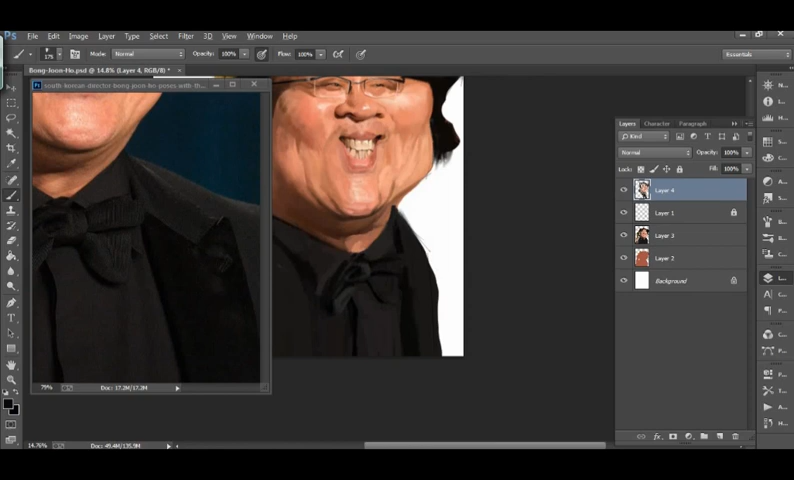 Ps File Edit Image Layer Type Select Filter 3D View Window Help
175 Mode: Normal Opacity: 100% Flow: 100% Essentials
Bong-Joon-Ho.psd @ 14.8% (Layer 4, RGB/8) * ×
south-korean-director-bong-joon-ho-poses-with-th...
Layers Character Paragraph
Kind
Normal Opacity: 100%
Lock: Fill: 100%
Layer 4
Layer 1
Layer 3
Layer 2
Background
79% Doc: 17.2M/17.2M
14.76% Doc: 49.4M/135.9M